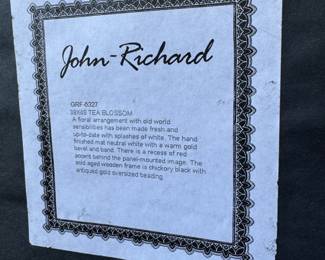 John-Richard
GRF-6327
TEA BLOSSOM
A floral arrangement with old world
sensibilities has been made fresh and
up-to-date with splashes of white. The hand
finished mat neutral white with a warm gold
bevel and band. There is a recess of red
accent behind the panel-mounted image. The
acid aged wooden frame is chickory black with
antiqued gold oversized beading.